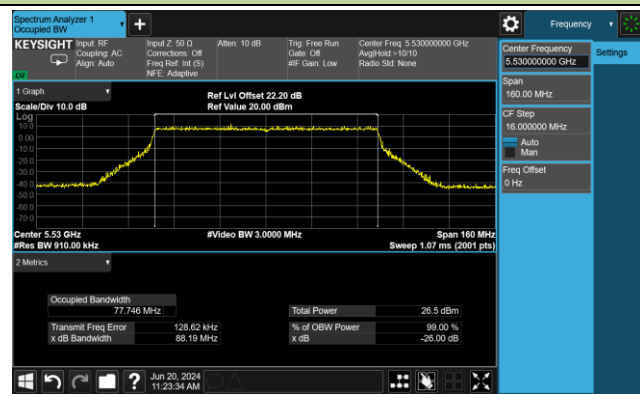 Spectrum Analyzer 1
Occupied BW
Frequency
KEYSIGHT
Input: RF
Coupling: AC
Align: Auto
Input Z: 50 Ω
Corrections: Off
Freq Ref: Int (S)
NFE: Adaptive
Atten: 10 dB
Trig: Free Run
Gate: Off
#IF Gain: Low
Center Freq: 5.530000000 GHz
Avg|Hold:>10/10
Radio Std: None
LW
Center Frequency
5.530000000 GHz
Settings
Span
160.00 MHz
CF Step
16.000000 MHz
Auto
Man
Freq Offset
0 Hz
1 Graph
Scale/Div 10.0 dB
Ref Lvl Offset 22.20 dB
Ref Value 20.00 dBm
Log
10.0
0.00
-10.0
-20.0
-30.0
-40.0
-50.0
-60.0
-70.0
Center 5.53 GHz
#Res BW 910.00 kHz
#Video BW 3.0000 MHz
Span 160 MHz
Sweep 1.07 ms (2001 pts)
2 Metrics
Occupied Bandwidth
77.746 MHz
Total Power 26.5 dBm
Transmit Freq Error 128.62 kHz
% of OBW Power 99.00 %
x dB Bandwidth 88.19 MHz
x dB -26.00 dB
Jun 20, 2024
11:23:34 AM